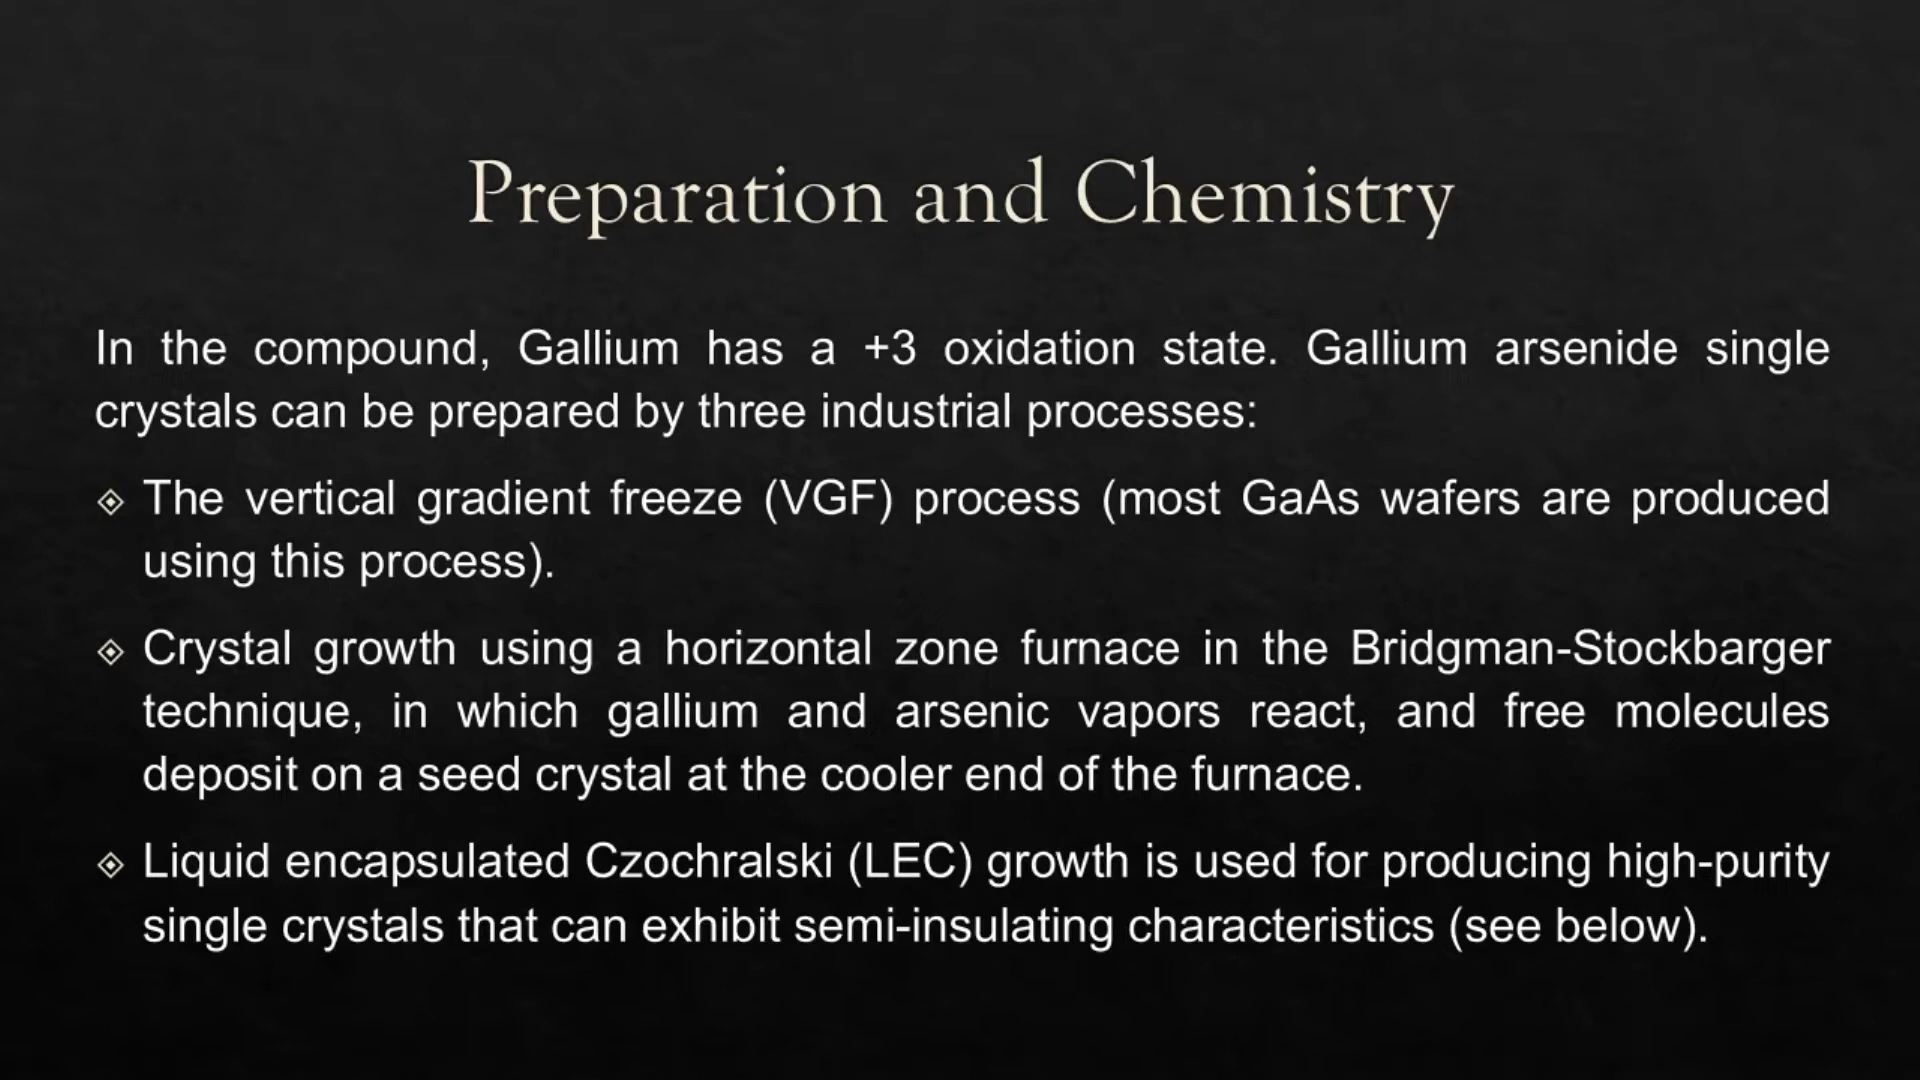 Preparation and Chemistry
In the compound, Gallium has a +3 oxidation state. Gallium arsenide single
crystals can be prepared by three industrial processes:
The vertical gradient freeze (VGF) process (most GaAs wafers are produced
using this process).
Crystal growth using a horizontal zone furnace in the Bridgman-Stockbarger
technique, in which gallium and arsenic vapors react, and free molecules
deposit on a seed crystal at the cooler end of the furnace.
Liquid encapsulated Czochralski (LEC) growth is used for producing high-purity
single crystals that can exhibit semi-insulating characteristics (see below).